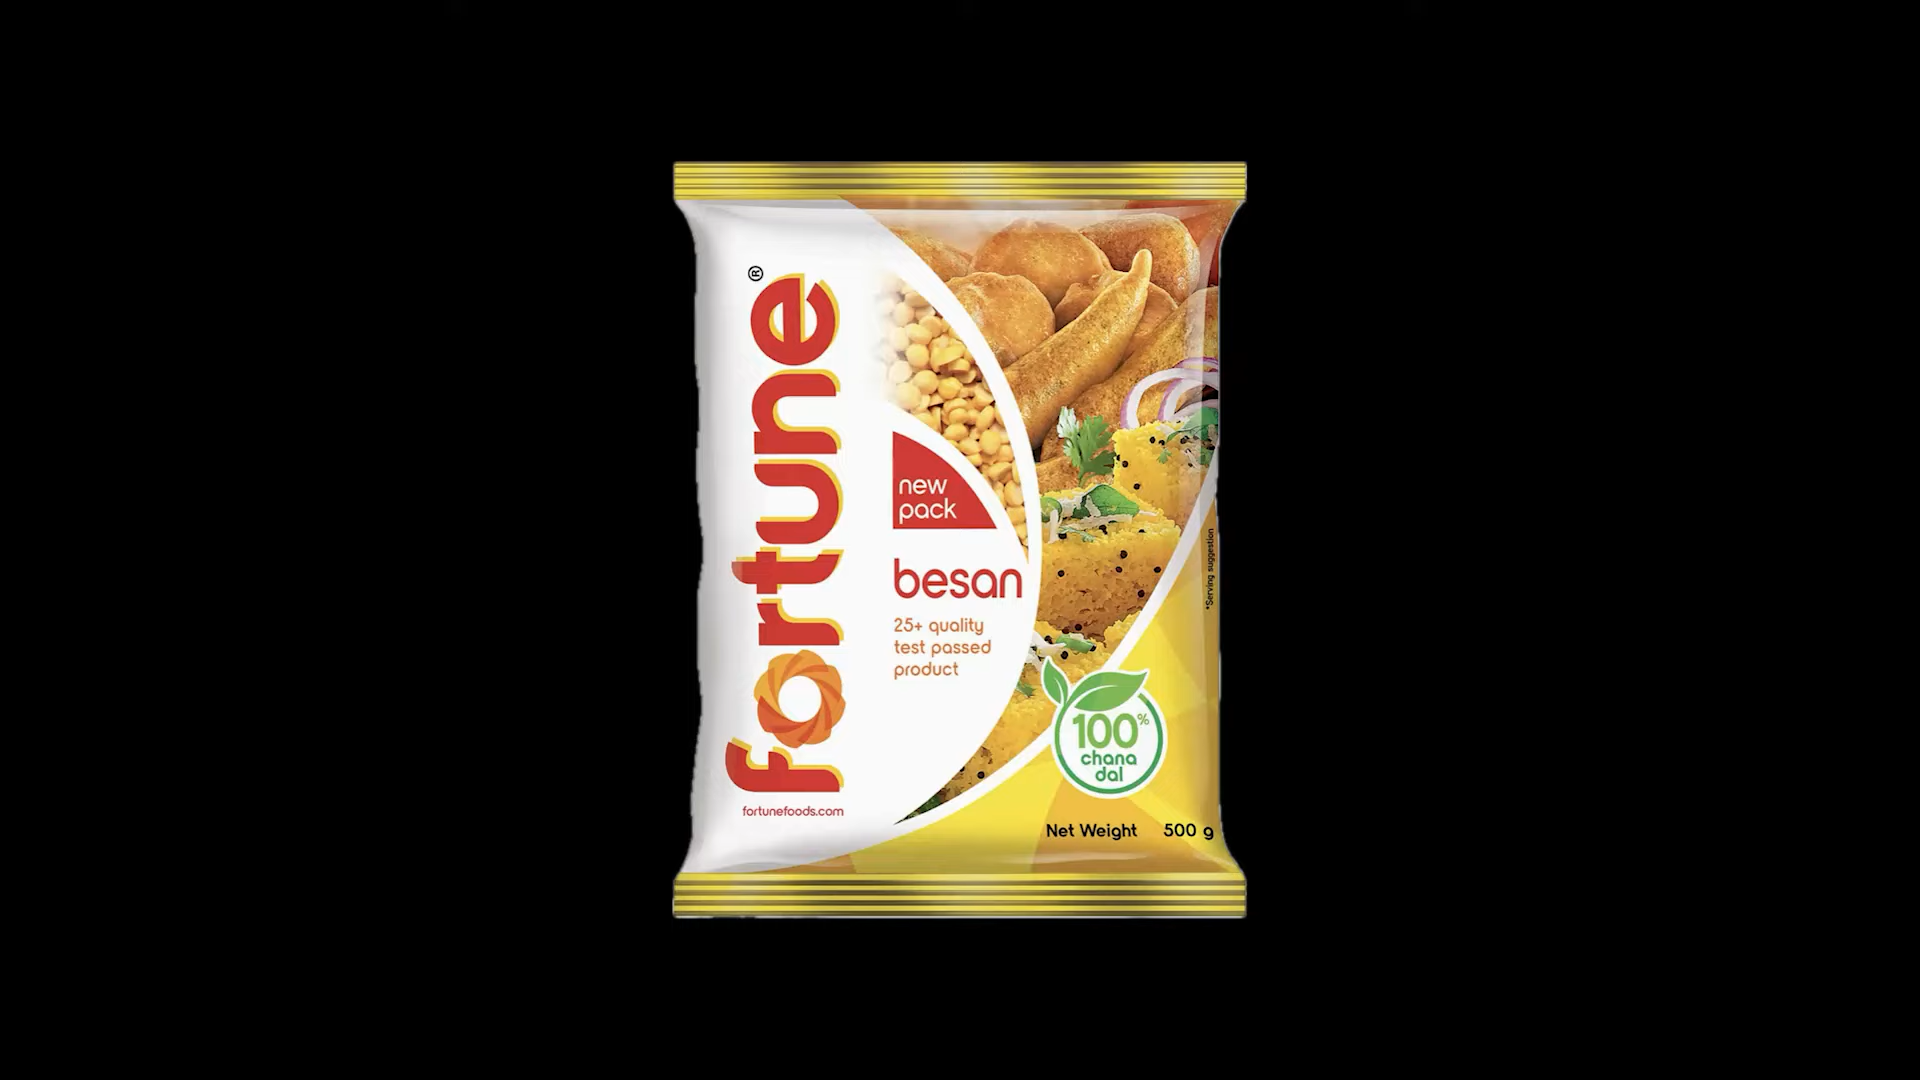 fortune®
fortunefoods.com
new
pack
besan
25+ quality
test passed
product
*Serving suggestion
100%
chana
dal
Net Weight 500 g